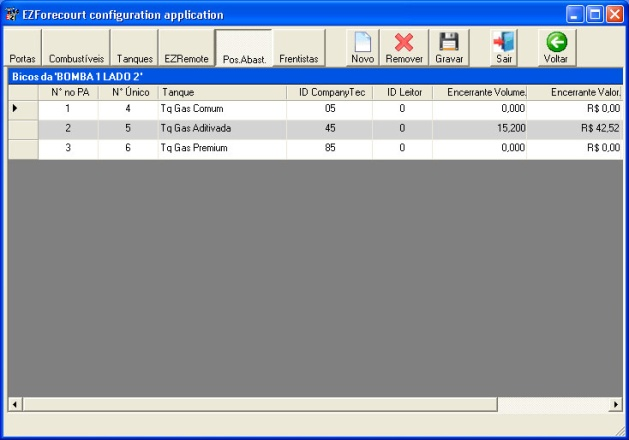 EZForecourt configuration application
Portas Combustíveis Tanques EZRemote Pos.Abast. Frentistas Novo Remover Gravar Sair Voltar
Bicos da 'BOMBA 1 LADO 2'
N° no PA N° Único Tanque ID CompanyTec ID Leitor Encerrante Volume. Encerrante Valor.
1 4 Tq Gas Comum 05 0 0,000 R$ 0,00
2 5 Tq Gas Aditivada 45 0 15,200 R$ 42,52
3 6 Tq Gas Premium 85 0 0,000 R$ 0,00